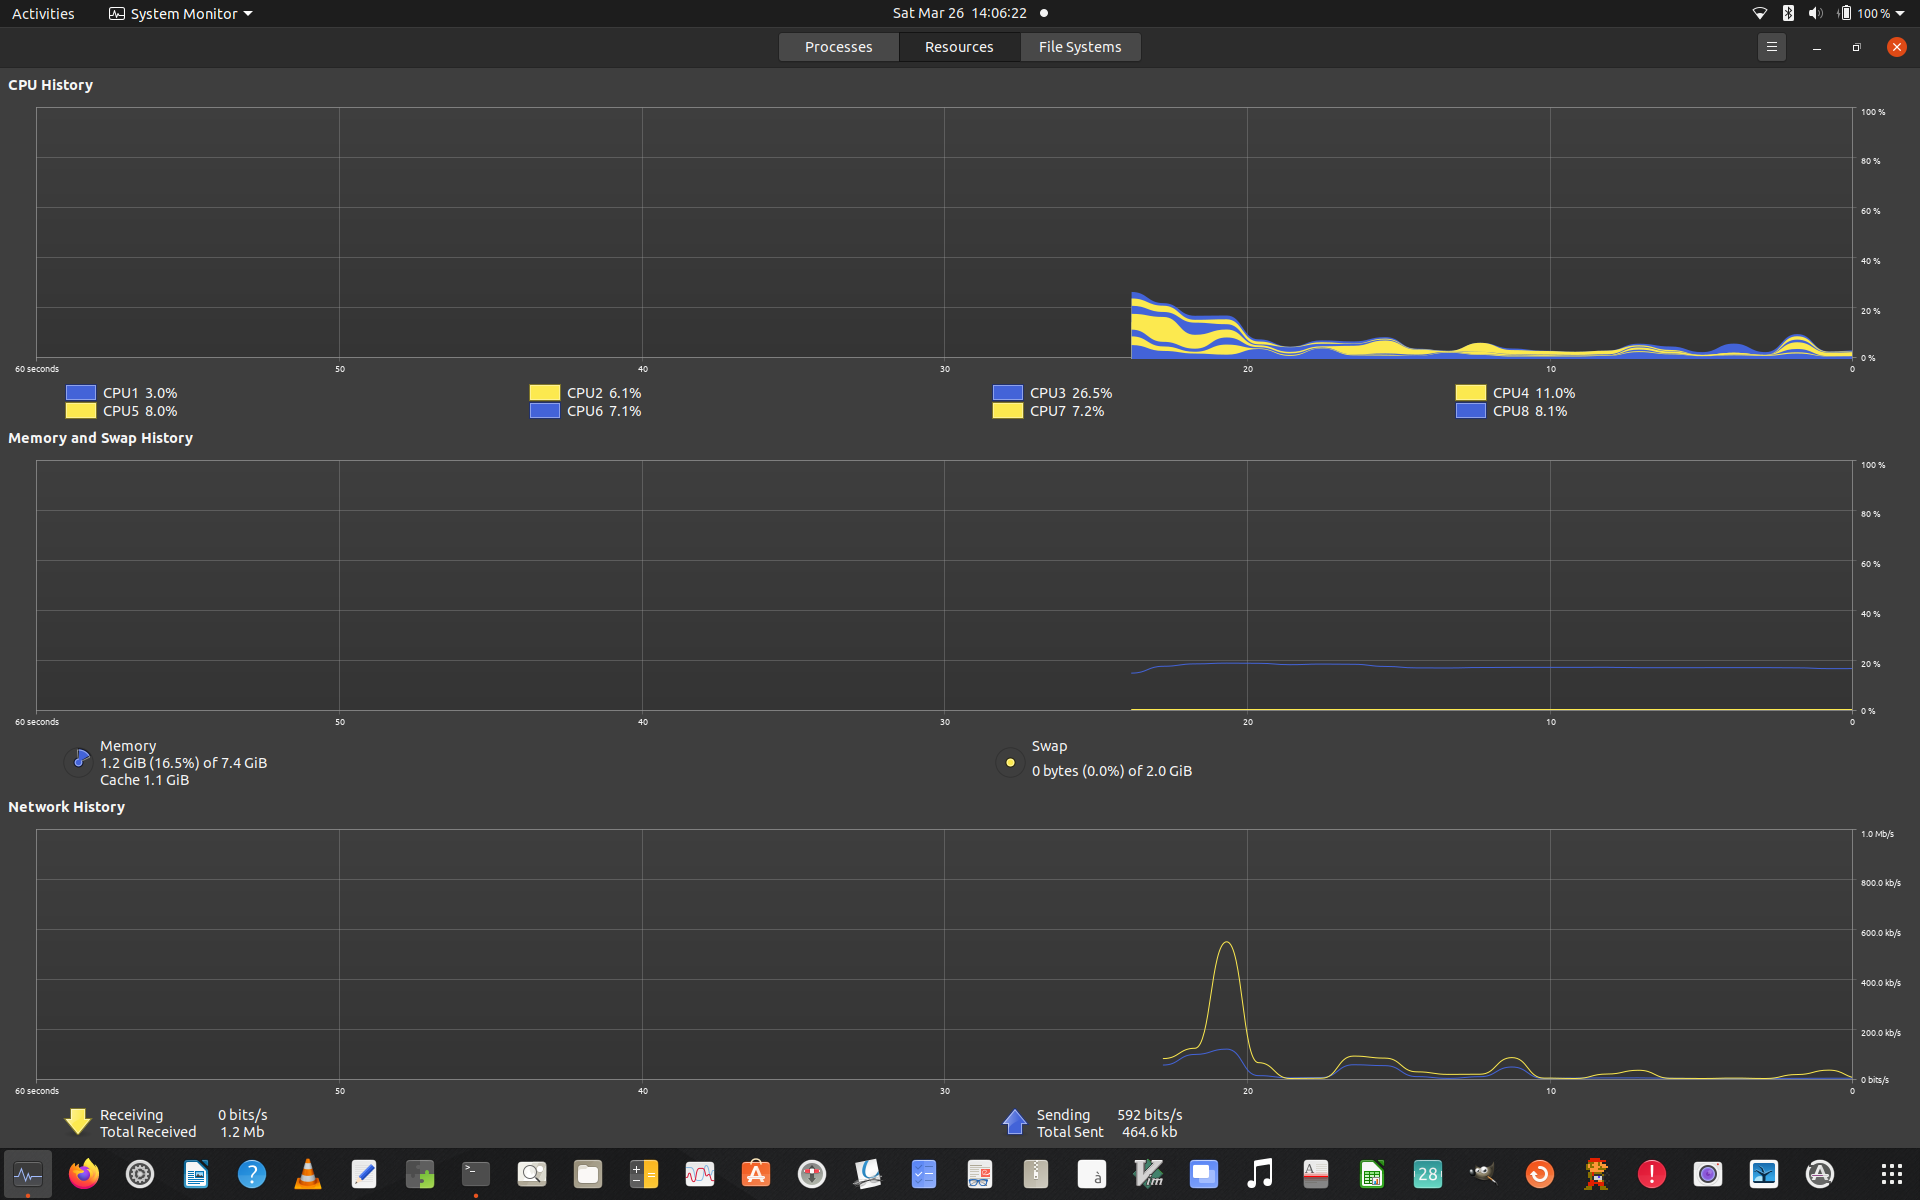 Activities System Monitor Sat Mar 26 14:06:22 100 %
Processes Resources File Systems
CPU History
100 %
80 %
60 %
40 %
20 %
0 %
60 seconds 50 40 30 20 10 0
CPU1 3.0% CPU2 6.1% CPU3 26.5% CPU4 11.0%
CPU5 8.0% CPU6 7.1% CPU7 7.2% CPU8 8.1%
Memory and Swap History
100 %
80 %
60 %
40 %
20 %
0 %
60 seconds 50 40 30 20 10 0
Memory
1.2 GiB (16.5%) of 7.4 GiB
Cache 1.1 GiB
Swap
0 bytes (0.0%) of 2.0 GiB
Network History
1.0 Mb/s
800.0 kb/s
600.0 kb/s
400.0 kb/s
200.0 kb/s
0 bits/s
60 seconds 50 40 30 20 10 0
Receiving 0 bits/s
Total Received 1.2 Mb
Sending 592 bits/s
Total Sent 464.6 kb
? >_ à Vim A 28 ! A